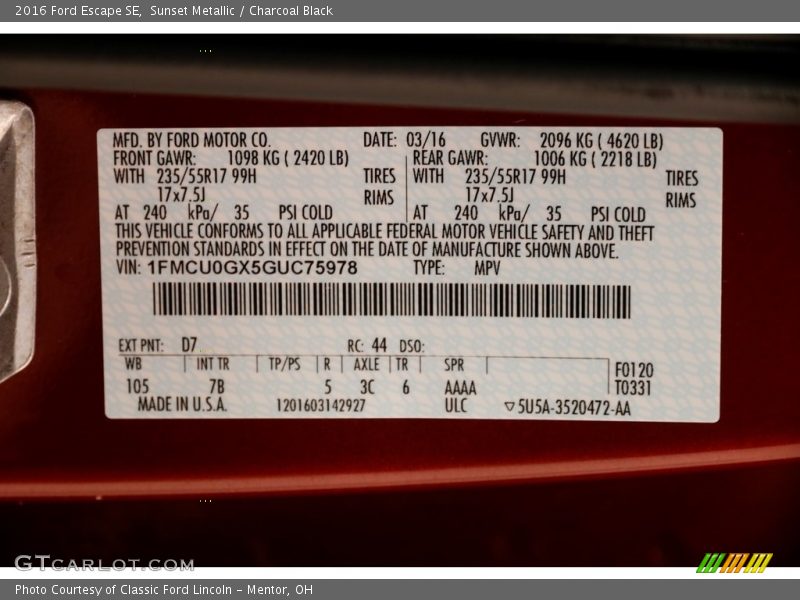 2016 Ford Escape SE,  Sunset Metallic / Charcoal Black
MFD. BY FORD MOTOR CO. DATE: 03/16 GVWR: 2096 KG ( 4620 LB)
FRONT GAWR: 1098 KG ( 2420 LB) REAR GAWR: 1006 KG ( 2218 LB)
WITH 235/55R17 99H TIRES WITH 235/55R17 99H TIRES
17x7.5J RIMS 17x7.5J RIMS
AT 240 kPa/ 35 PSI COLD AT 240 kPa/ 35 PSI COLD
THIS VEHICLE CONFORMS TO ALL APPLICABLE FEDERAL MOTOR VEHICLE SAFETY AND THEFT
PREVENTION STANDARDS IN EFFECT ON THE DATE OF MANUFACTURE SHOWN ABOVE.
VIN: 1FMCU0GX5GUC75978 TYPE: MPV
EXT PNT: D7 RC: 44 DSO:
WB INT TR TP/PS R AXLE TR SPR F0120
105 7B 5 3C 6 AAAA T0331
MADE IN U.S.A. 1201603142927 ULC ▽5U5A-3520472-AA
GTCARLOT.COM
Photo Courtesy of Classic Ford Lincoln – Mentor, OH